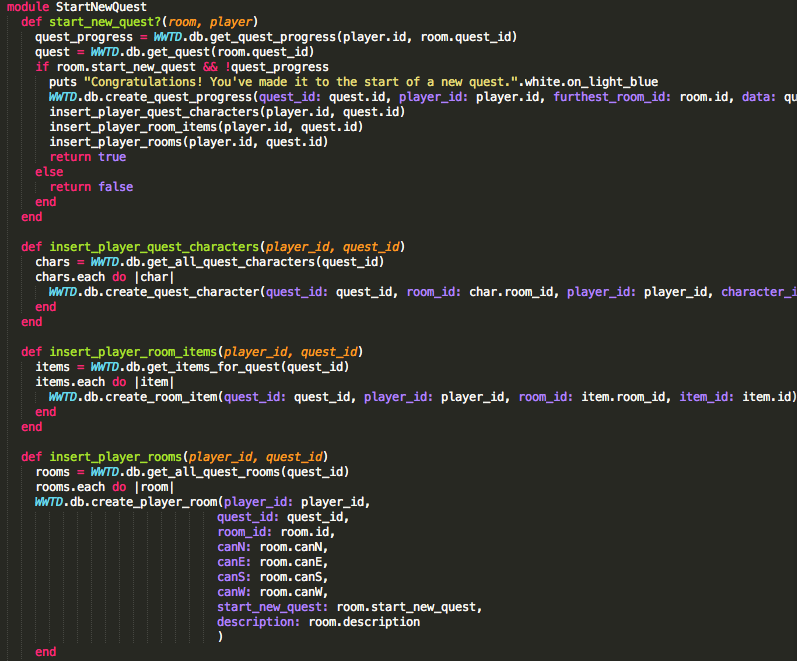 module StartNewQuest
  def start_new_quest?(room, player)
    quest_progress = WWTD.db.get_quest_progress(player.id, room.quest_id)
    quest = WWTD.db.get_quest(room.quest_id)
    if room.start_new_quest && !quest_progress
      puts "Congratulations! You've made it to the start of a new quest.".white.on_light_blue
      WWTD.db.create_quest_progress(quest_id: quest.id, player_id: player.id, furthest_room_id: room.id, data: qu
      insert_player_quest_characters(player.id, quest.id)
      insert_player_room_items(player.id, quest.id)
      insert_player_rooms(player.id, quest.id)
      return true
    else
      return false
    end
  end

  def insert_player_quest_characters(player_id, quest_id)
    chars = WWTD.db.get_all_quest_characters(quest_id)
    chars.each do |char|
      WWTD.db.create_quest_character(quest_id: quest_id, room_id: char.room_id, player_id: player_id, character_i
    end
  end

  def insert_player_room_items(player_id, quest_id)
    items = WWTD.db.get_items_for_quest(quest_id)
    items.each do |item|
      WWTD.db.create_room_item(quest_id: quest_id, player_id: player_id, room_id: item.room_id, item_id: item.id)
    end
  end

  def insert_player_rooms(player_id, quest_id)
    rooms = WWTD.db.get_all_quest_rooms(quest_id)
    rooms.each do |room|
    WWTD.db.create_player_room(player_id: player_id,
                              quest_id: quest_id,
                              room_id: room.id,
                              canN: room.canN,
                              canE: room.canE,
                              canS: room.canS,
                              canW: room.canW,
                              start_new_quest: room.start_new_quest,
                              description: room.description
                              )
    end